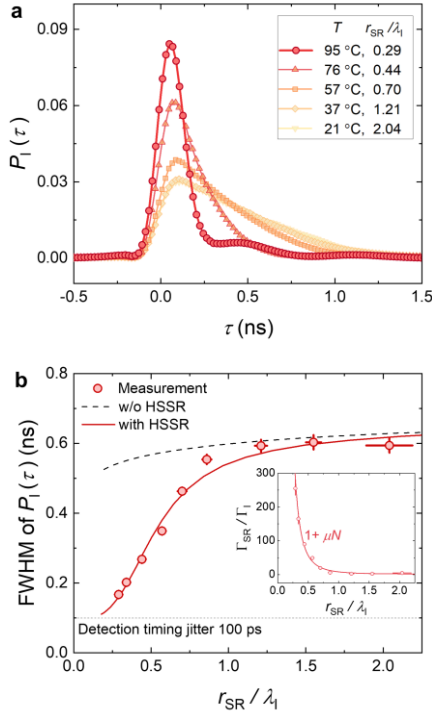 a
T r_SR/λ_I
95 °C, 0.29
76 °C, 0.44
57 °C, 0.70
37 °C, 1.21
21 °C, 2.04
0.09
0.06
0.03
0.00
P_I(τ)
-0.5 0.0 0.5 1.0 1.5
τ (ns)
b
Measurement
w/o HSSR
with HSSR
0.8
0.6
0.4
0.2
0.0
FWHM of P_I(τ) (ns)
300
200
100
0
Γ_SR/Γ_I
1+ μN
0.0 0.5 1.0 1.5 2.0
r_SR/λ_I
Detection timing jitter 100 ps
0.0 0.5 1.0 1.5 2.0
r_SR/λ_I